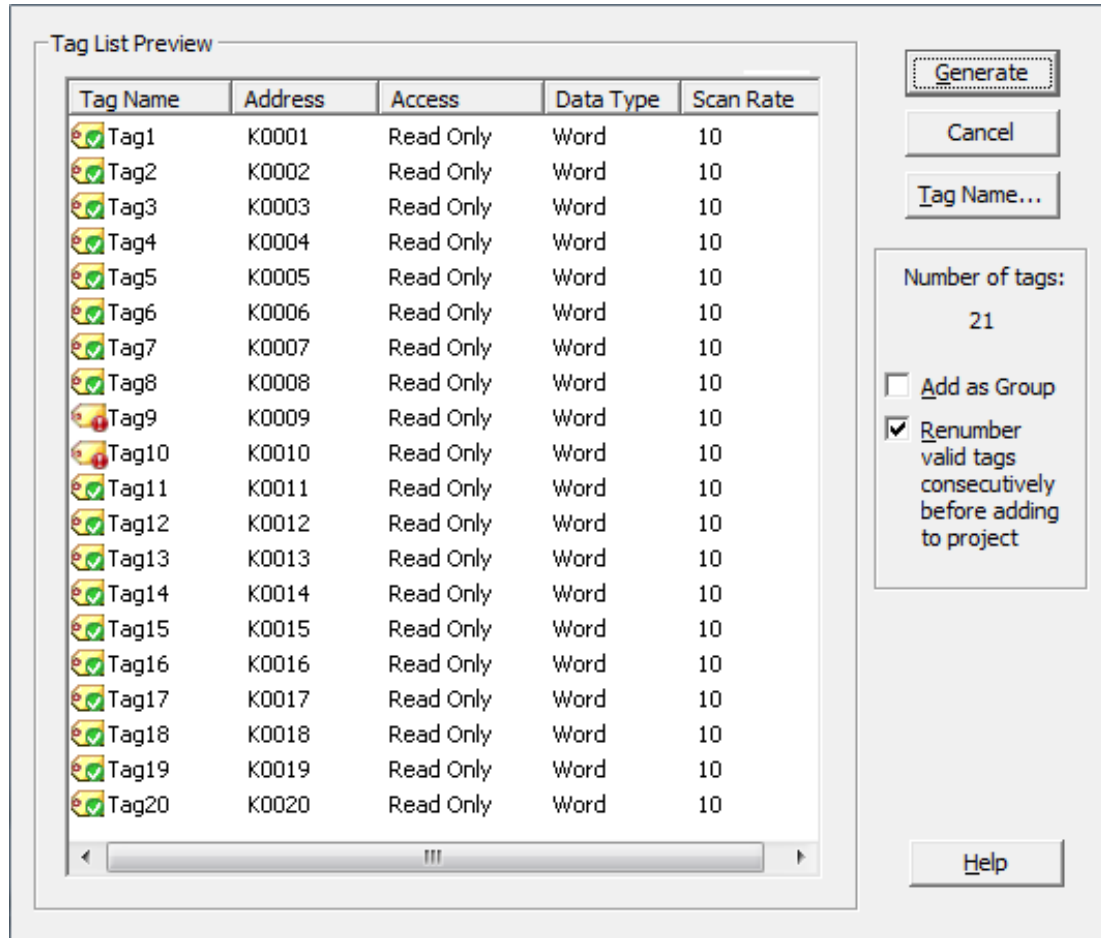 Tag List Preview
Tag Name Address Access Data Type Scan Rate
Tag1 K0001 Read Only Word 10
Tag2 K0002 Read Only Word 10
Tag3 K0003 Read Only Word 10
Tag4 K0004 Read Only Word 10
Tag5 K0005 Read Only Word 10
Tag6 K0006 Read Only Word 10
Tag7 K0007 Read Only Word 10
Tag8 K0008 Read Only Word 10
Tag9 K0009 Read Only Word 10
Tag10 K0010 Read Only Word 10
Tag11 K0011 Read Only Word 10
Tag12 K0012 Read Only Word 10
Tag13 K0013 Read Only Word 10
Tag14 K0014 Read Only Word 10
Tag15 K0015 Read Only Word 10
Tag16 K0016 Read Only Word 10
Tag17 K0017 Read Only Word 10
Tag18 K0018 Read Only Word 10
Tag19 K0019 Read Only Word 10
Tag20 K0020 Read Only Word 10
Generate
Cancel
Tag Name...
Number of tags:
21
Add as Group
Renumber
valid tags
consecutively
before adding
to project
Help